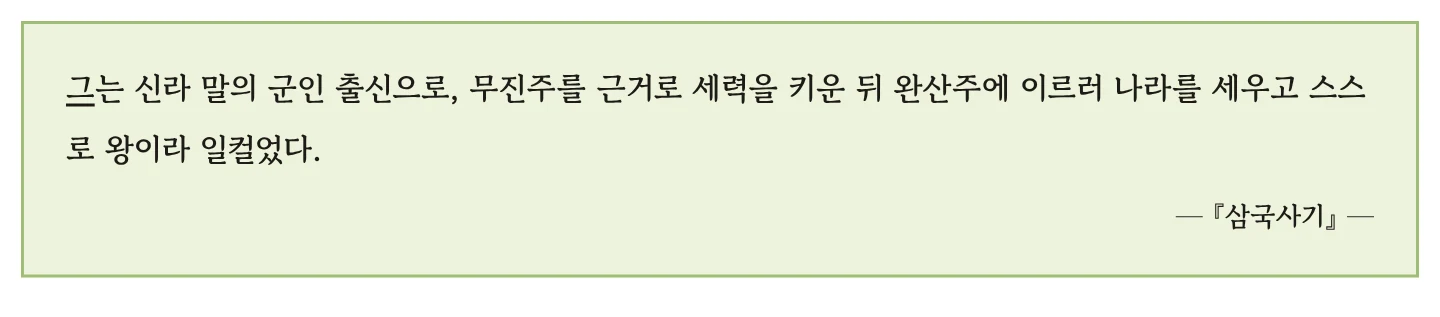 그는 신라 말의 군인 출신으로, 무진주를 근거로 세력을 키운 뒤 완산주에 이르러 나라를 세우고 스스
로 왕이라 일컬었다.
― 『삼국사기』 ―